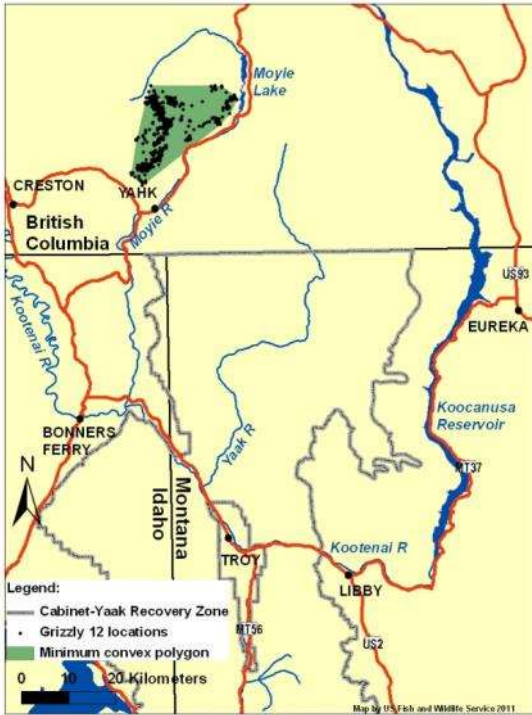 Moyie
Lake
CRESTON
YAHK
British
Columbia
Moyie R
Kootenai
R
US93
EUREKA
Koocanusa
Reservoir
BONNERS
FERRY
Yaak R
MT37
N
Montana
Idaho
TROY
Kootenai R
LIBBY
MT56
US2
Legend:
Cabinet-Yaak Recovery Zone
Grizzly 12 locations
Minimum convex polygon
0 10 20 Kilometers
Map by US Fish and Wildlife Service 2011